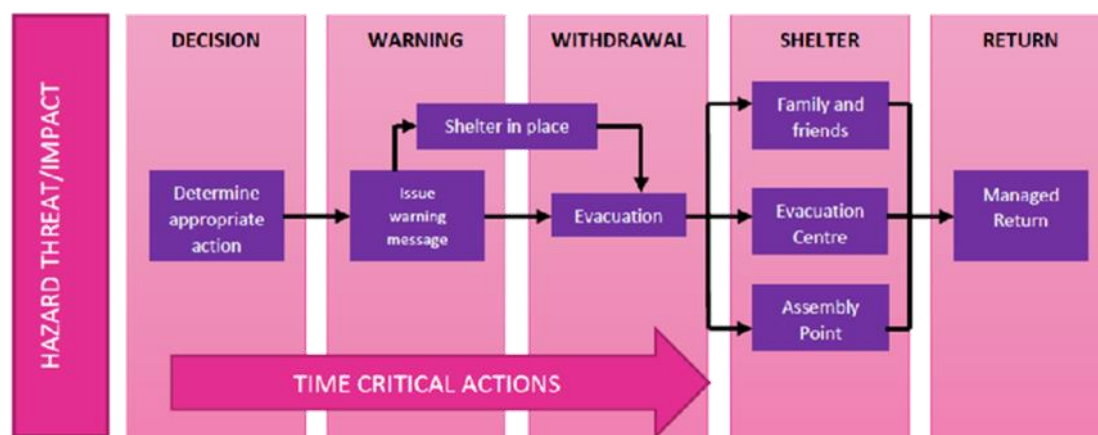 HAZARD THREAT/IMPACT
DECISION
WARNING
WITHDRAWAL
SHELTER
RETURN
Determine
appropriate
action
Issue
warning
message
Shelter in place
Evacuation
Family and
friends
Evacuation
Centre
Assembly
Point
Managed
Return
TIME CRITICAL ACTIONS